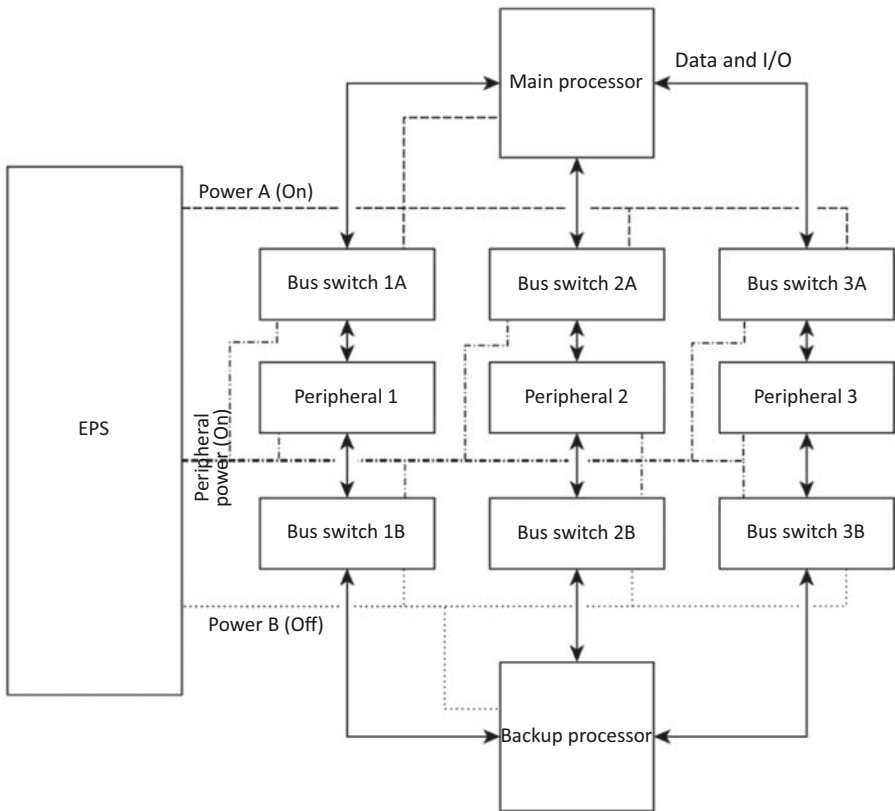 Main processor
Data and I/O
Power A (On)
Bus switch 1A
Bus switch 2A
Bus switch 3A
Peripheral 1
Peripheral 2
Peripheral 3
EPS
Peripheral
power (On)
Bus switch 1B
Bus switch 2B
Bus switch 3B
Power B (Off)
Backup processor